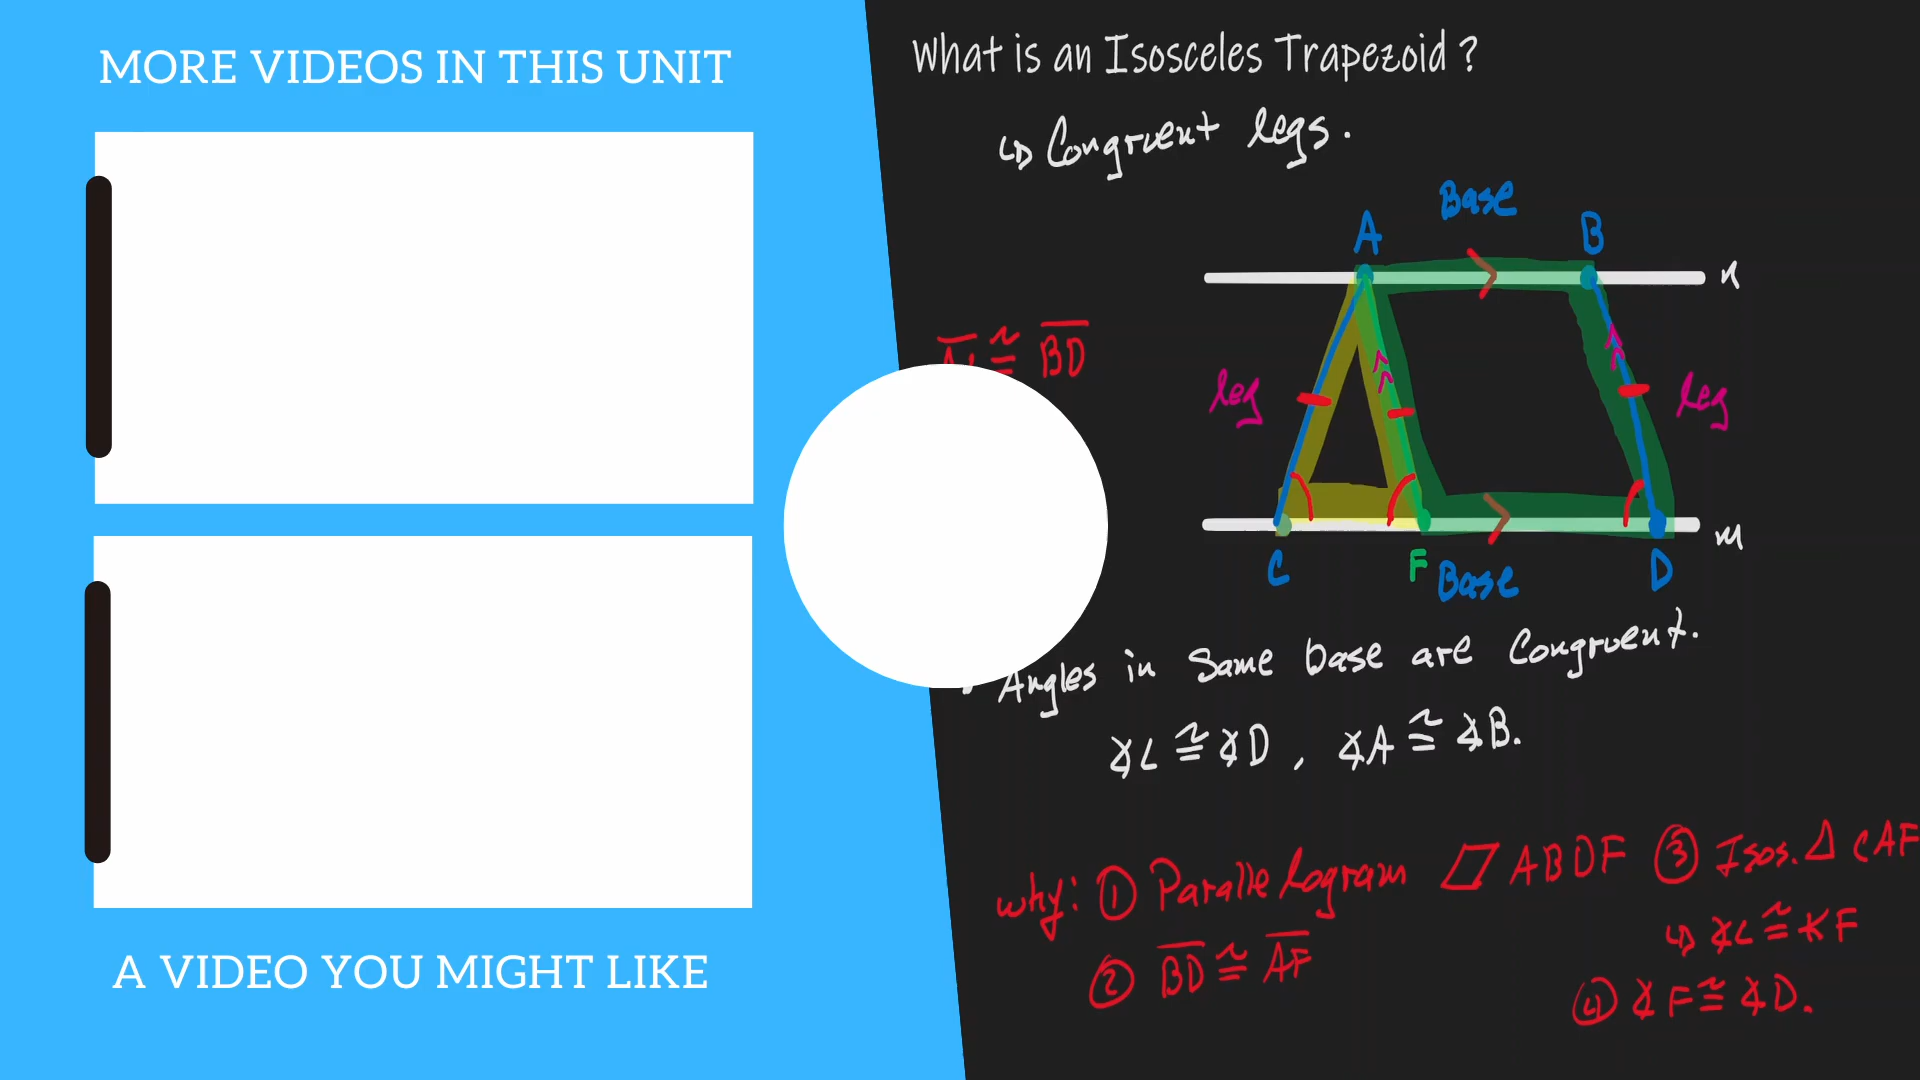 MORE VIDEOS IN THIS UNIT
A VIDEO YOU MIGHT LIKE
What is an Isosceles Trapezoid ?
↳ Congruent legs.
Base
A B
n
≅ BD
leg leg
m
C F Base D
Angles in Same base are Congruent.
∡C ≅ ∡D , ∡A ≅ ∡B.
why: ① Parallelogram ▱ ABDF
② BD ≅ AF
③ Isos. △ CAF
↳ ∡C ≅ ∡F
④ ∡F ≅ ∡D.